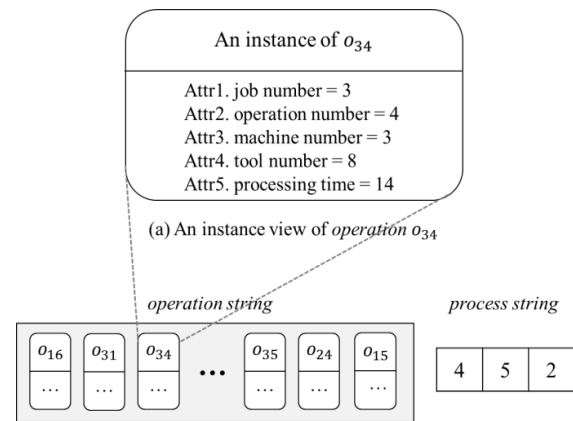 An instance of o₃₄
Attr1. job number = 3
Attr2. operation number = 4
Attr3. machine number = 3
Attr4. tool number = 8
Attr5. processing time = 14
(a) An instance view of operation o₃₄
operation string
process string
o₁₆ o₃₁ o₃₄ ••• o₃₅ o₂₄ o₁₅
... ... ... ... ... ...
4 5 2